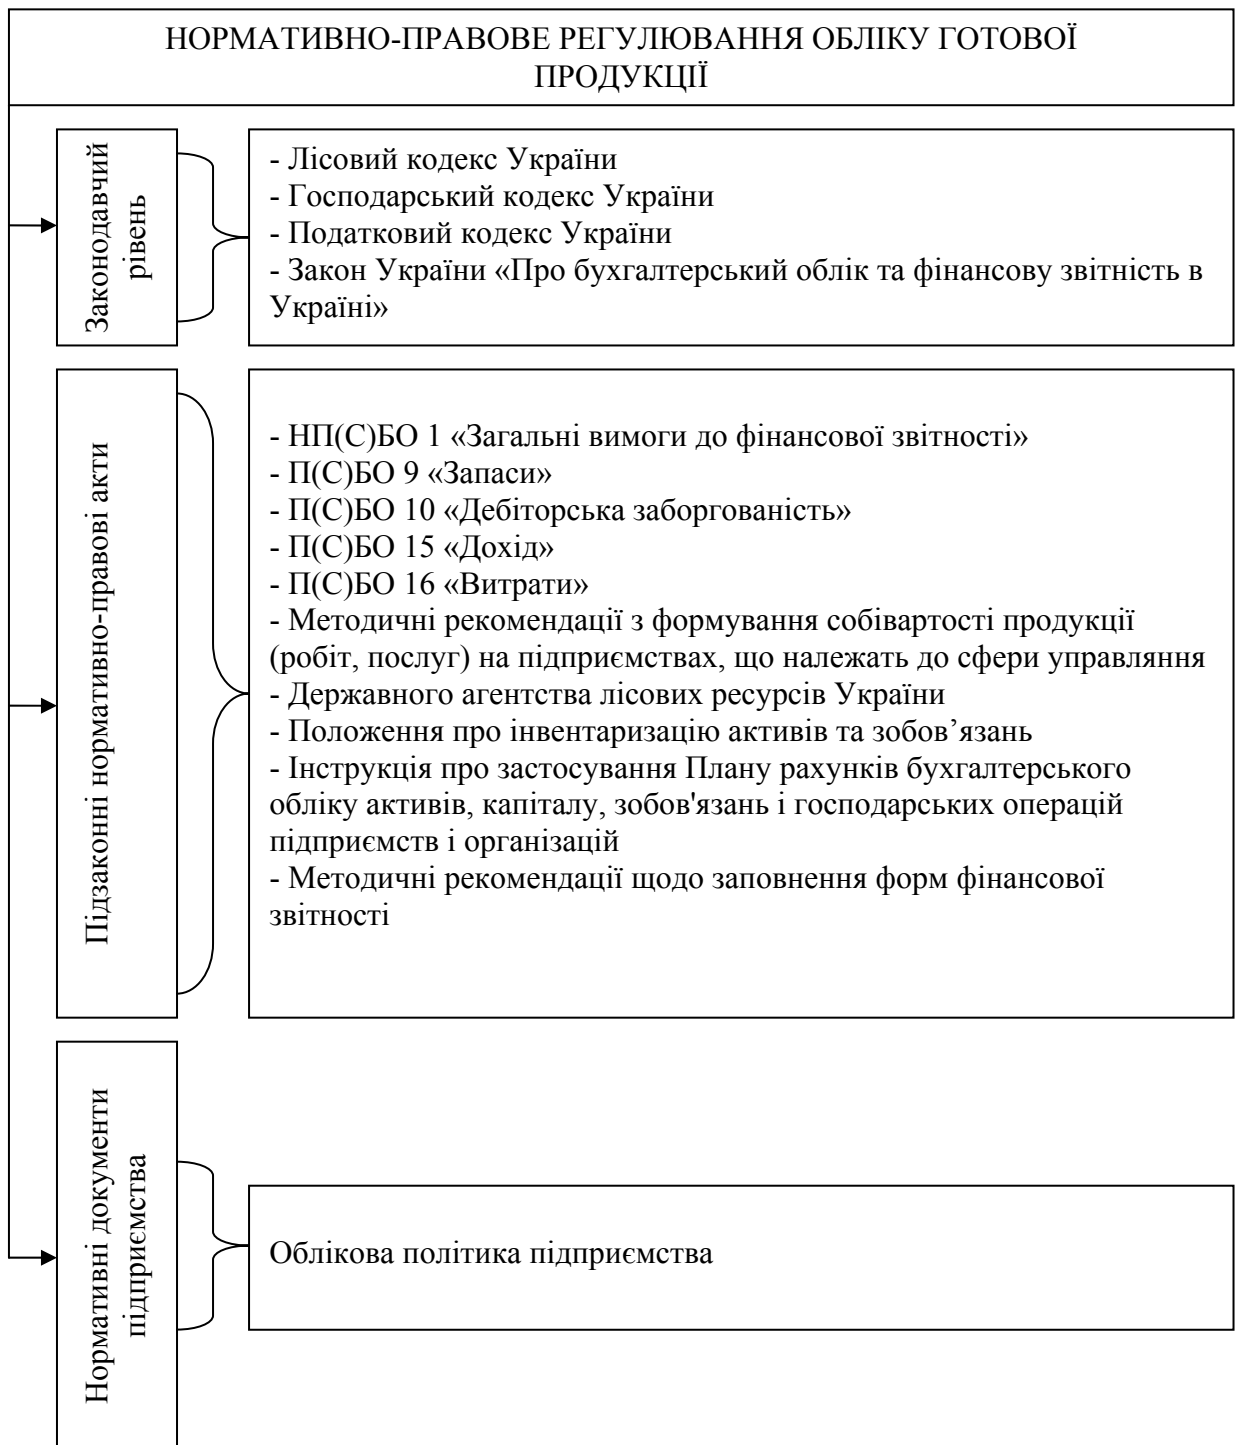 НОРМАТИВНО-ПРАВОВЕ РЕГУЛЮВАННЯ ОБЛІКУ ГОТОВОЇ
ПРОДУКЦІЇ
Законодавчий
рівень
- Лісовий кодекс України
- Господарський кодекс України
- Податковий кодекс України
- Закон України «Про бухгалтерський облік та фінансову звітність в
Україні»
Підзаконні нормативно-правові акти
- НП(С)БО 1 «Загальні вимоги до фінансової звітності»
- П(С)БО 9 «Запаси»
- П(С)БО 10 «Дебіторська заборгованість»
- П(С)БО 15 «Дохід»
- П(С)БО 16 «Витрати»
- Методичні рекомендації з формування собівартості продукції
(робіт, послуг) на підприємствах, що належать до сфери управляння
- Державного агентства лісових ресурсів України
- Положення про інвентаризацію активів та зобов’язань
- Інструкція про застосування Плану рахунків бухгалтерського
обліку активів, капіталу, зобов'язань і господарських операцій
підприємств і організацій
- Методичні рекомендації щодо заповнення форм фінансової
звітності
Нормативні документи
підприємства
Облікова політика підприємства